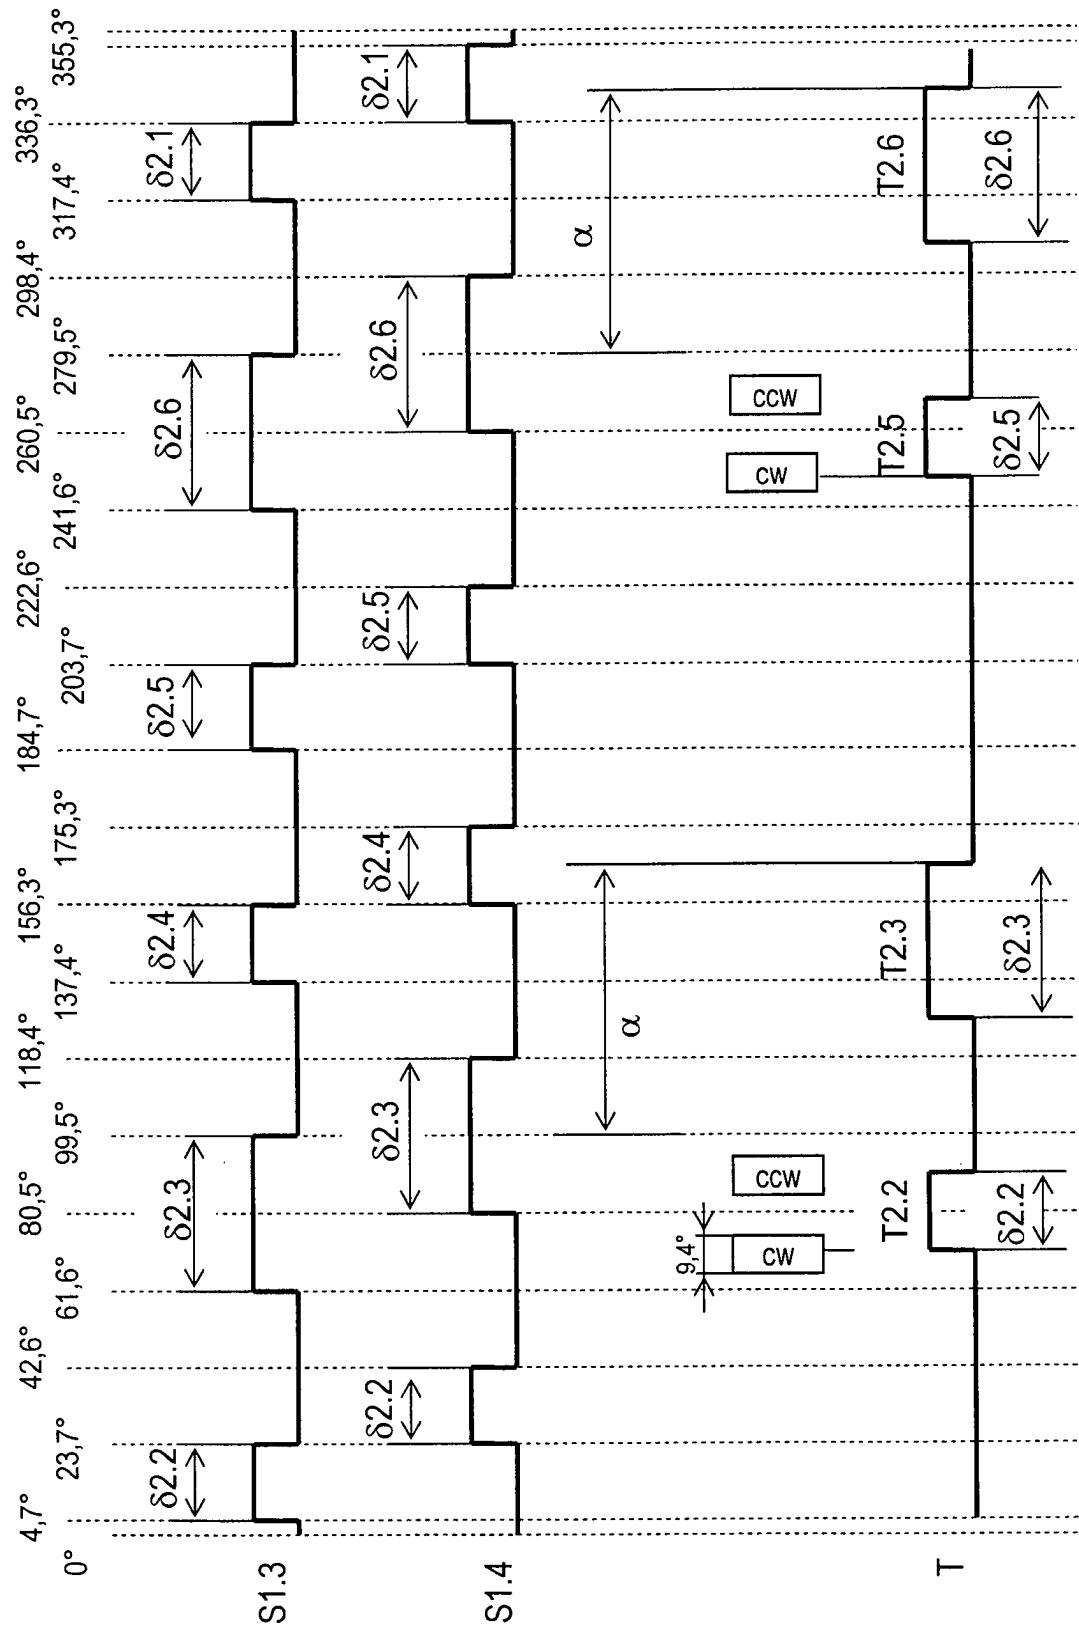 0°
4,7°
23,7°
42,6°
61,6°
80,5°
99,5°
118,4°
137,4°
156,3°
175,3°
184,7°
203,7°
222,6°
241,6°
260,5°
279,5°
298,4°
317,4°
336,3°
355,3°
S1.3
δ2.2
δ2.3
δ2.4
δ2.5
δ2.6
δ2.1
S1.4
δ2.2
δ2.3
δ2.4
δ2.5
δ2.6
δ2.1
α
α
9,4°
CW
CCW
CW
CCW
T
T2.2
T2.3
T2.5
T2.6
δ2.2
δ2.3
δ2.5
δ2.6